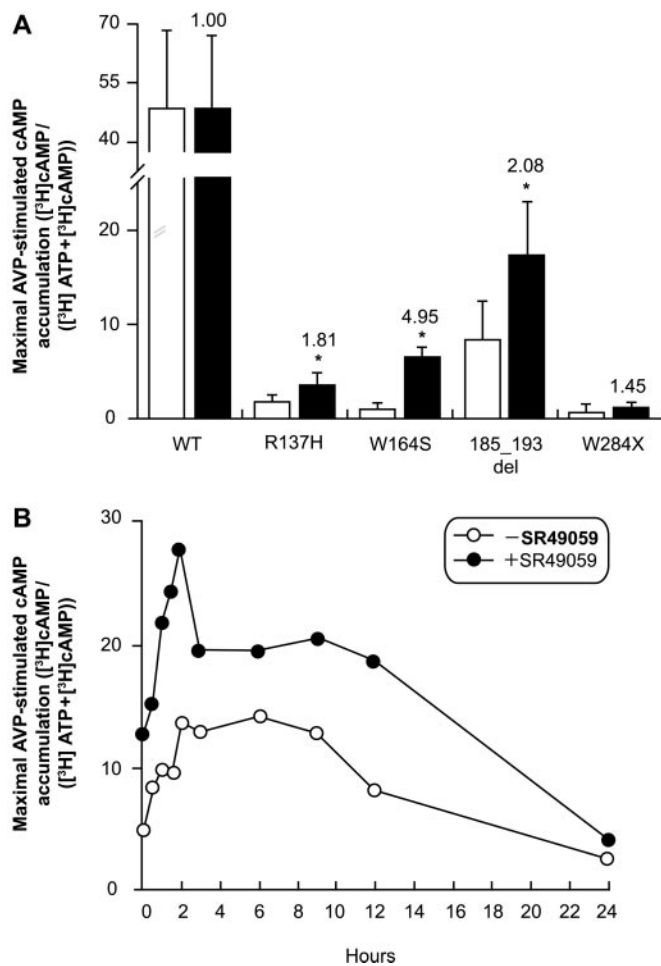 A
Maximal AVP-stimulated cAMP
accumulation ([³H]cAMP/
([³H] ATP+[³H]cAMP))
70
55
40
20
10
0
1.00
1.81
*
4.95
*
2.08
*
1.45
WT
R137H
W164S
185_193
del
W284X
B
Maximal AVP-stimulated cAMP
accumulation ([³H]cAMP/
([³H] ATP+[³H]cAMP))
30
20
10
0
−SR49059
+SR49059
0 2 4 6 8 10 12 14 16 18 20 22 24
Hours